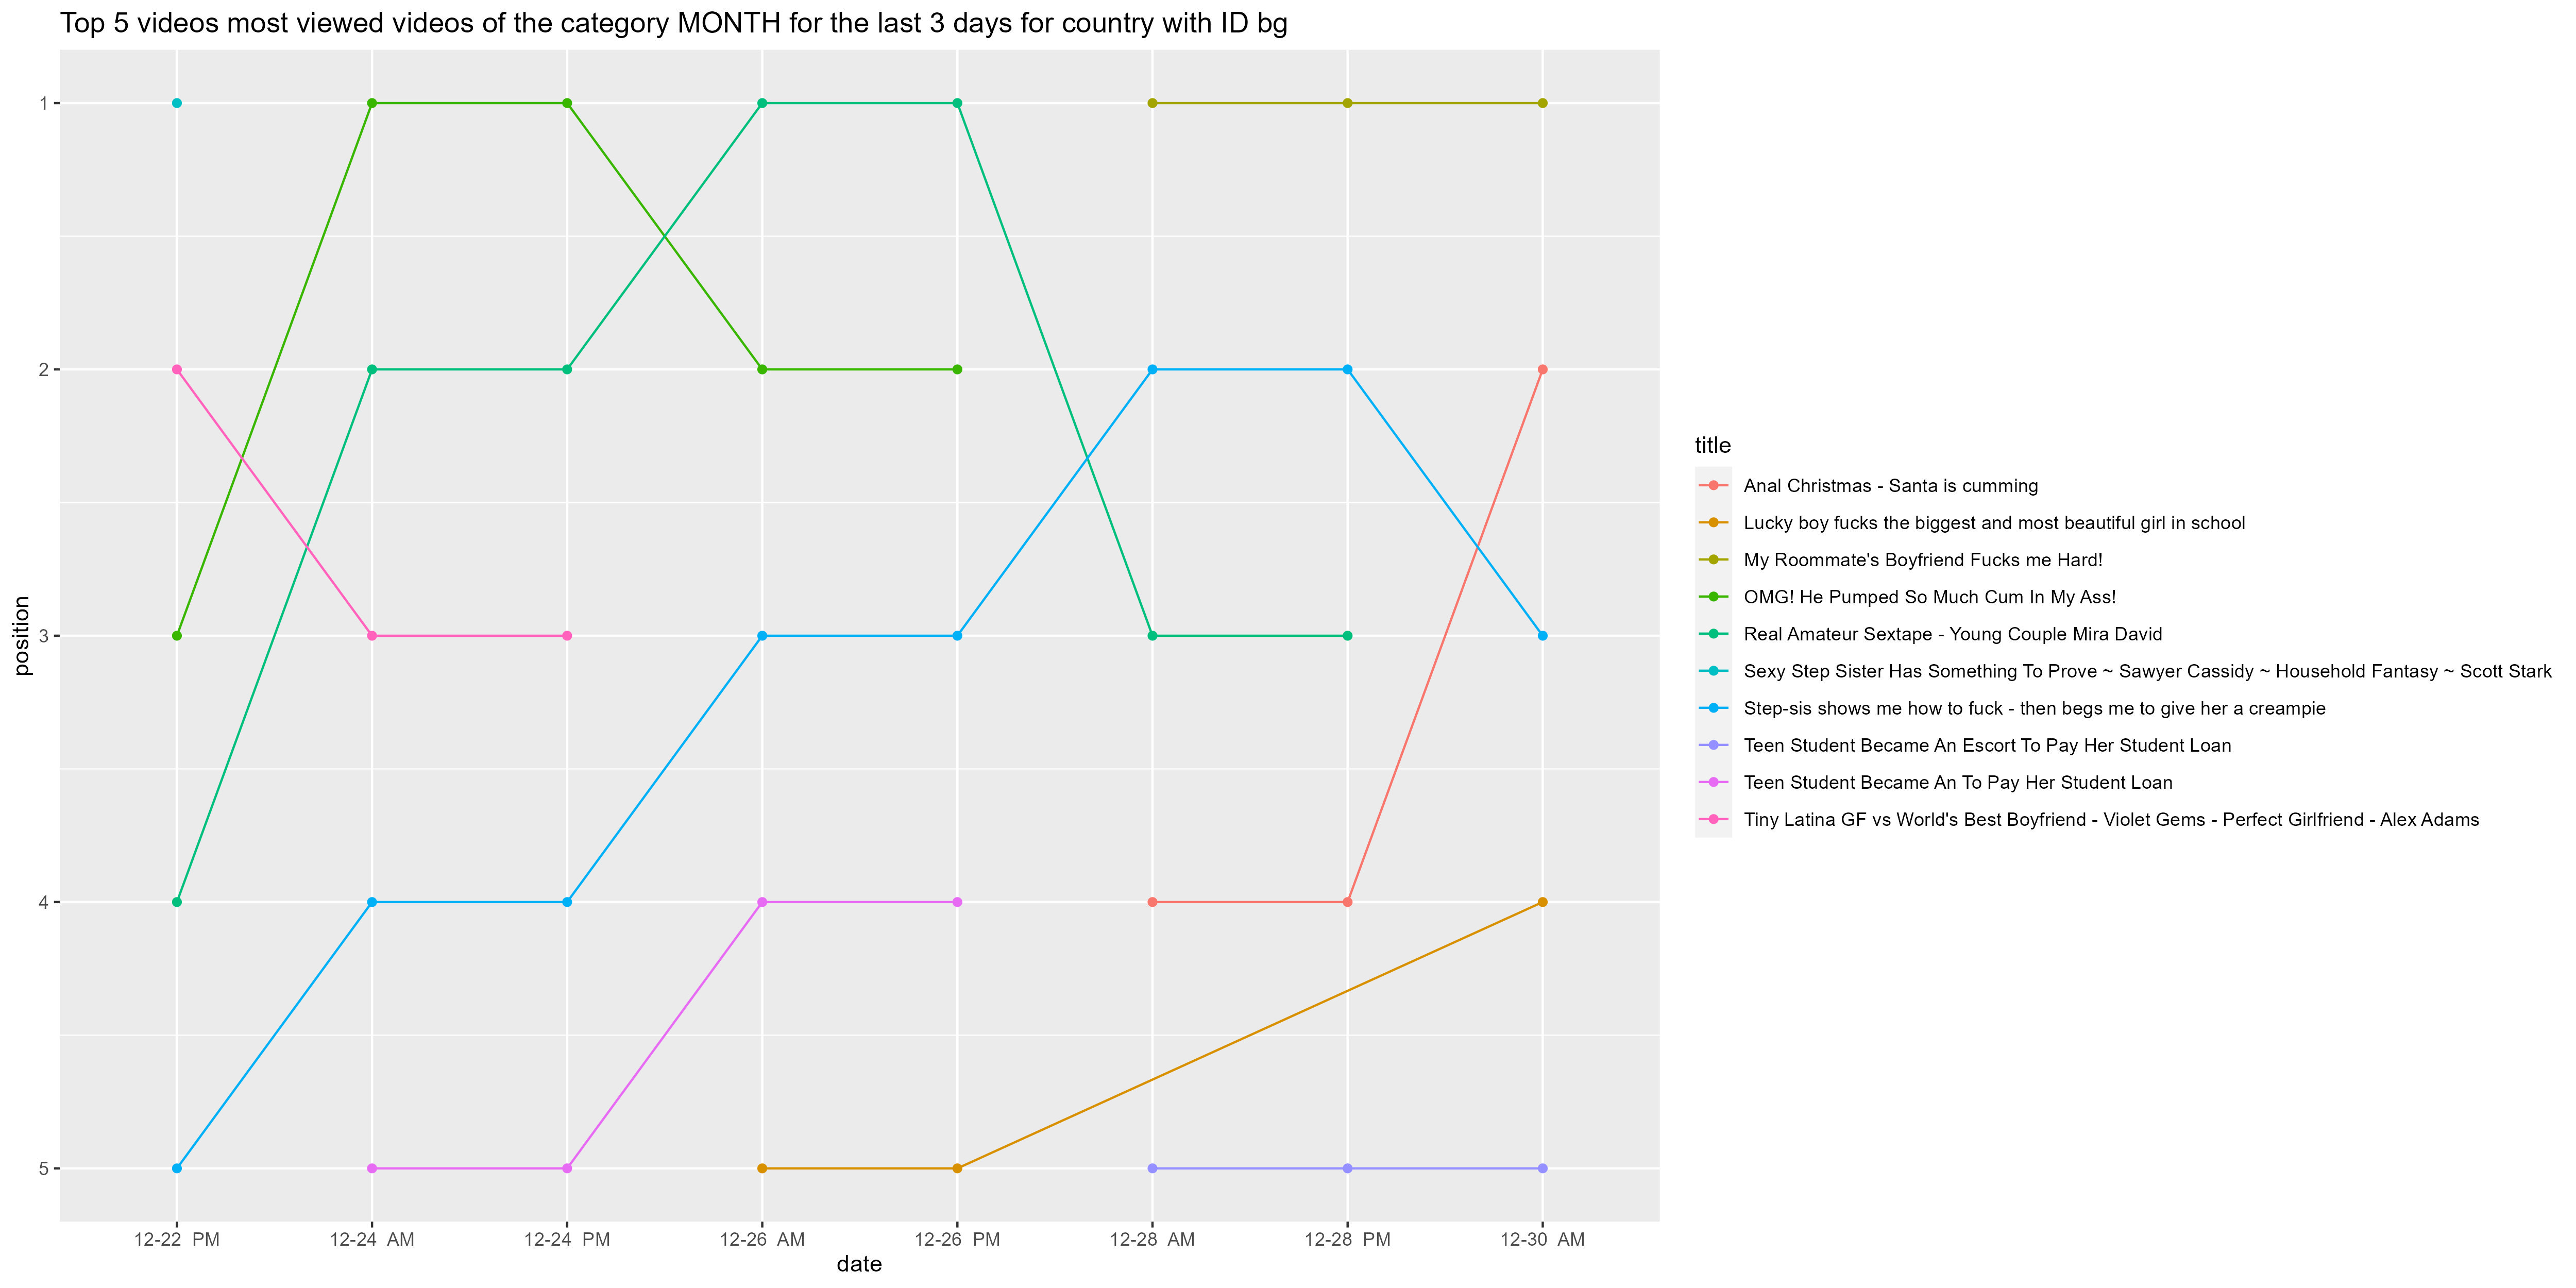 Top 5 videos most viewed videos of the category MONTH for the last 3 days for country with ID bg
position
1
2
3
4
5
12-22 PM
12-24 AM
12-24 PM
12-26 AM
12-26 PM
12-28 AM
12-28 PM
12-30 AM
date
title
Anal Christmas - Santa is cumming
Lucky boy fucks the biggest and most beautiful girl in school
My Roommate's Boyfriend Fucks me Hard!
OMG! He Pumped So Much Cum In My Ass!
Real Amateur Sextape - Young Couple Mira David
Sexy Step Sister Has Something To Prove ~ Sawyer Cassidy ~ Household Fantasy ~ Scott Stark
Step-sis shows me how to fuck - then begs me to give her a creampie
Teen Student Became An Escort To Pay Her Student Loan
Teen Student Became An To Pay Her Student Loan
Tiny Latina GF vs World's Best Boyfriend - Violet Gems - Perfect Girlfriend - Alex Adams